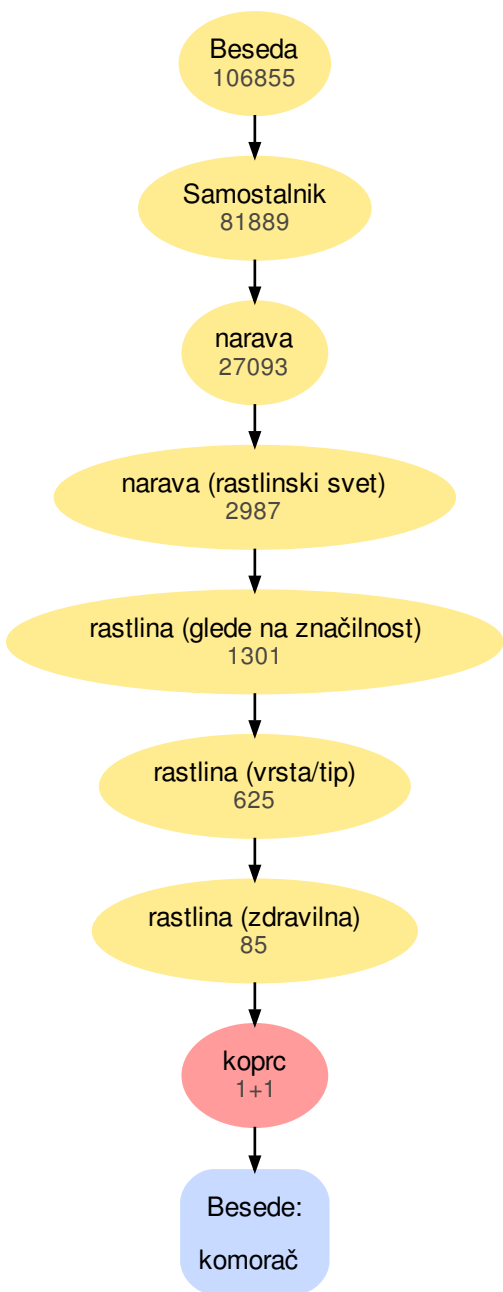 Beseda
106855
Samostalnik
81889
narava
27093
narava (rastlinski svet)
2987
rastlina (glede na značilnost)
1301
rastlina (vrsta/tip)
625
rastlina (zdravilna)
85
koprc
1+1
Besede:
komorač